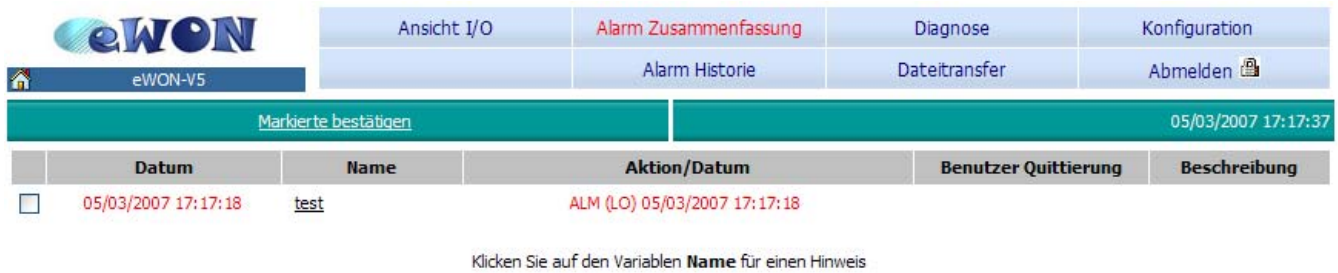 eWON
Ansicht I/O Alarm Zusammenfassung Diagnose Konfiguration
eWON-V5 Alarm Historie Dateitransfer Abmelden
Markierte bestätigen 05/03/2007 17:17:37
Datum Name Aktion/Datum Benutzer Quittierung Beschreibung
05/03/2007 17:17:18 test ALM (LO) 05/03/2007 17:17:18
Klicken Sie auf den Variablen Name für einen Hinweis